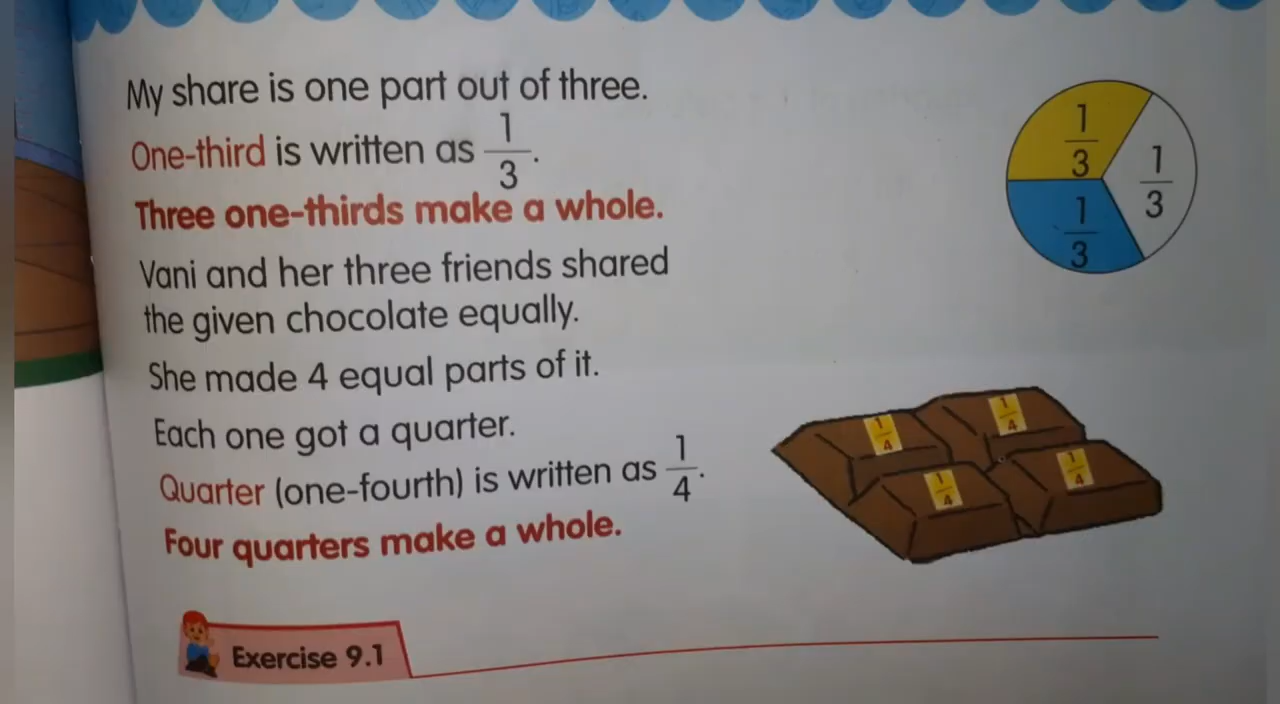 My share is one part out of three.
One-third is written as 1/3.
Three one-thirds make a whole.
1/3
1/3
1/3
Vani and her three friends shared
the given chocolate equally.
She made 4 equal parts of it.
Each one got a quarter.
Quarter (one-fourth) is written as 1/4.
Four quarters make a whole.
1/4
1/4
1/4
1/4
Exercise 9.1